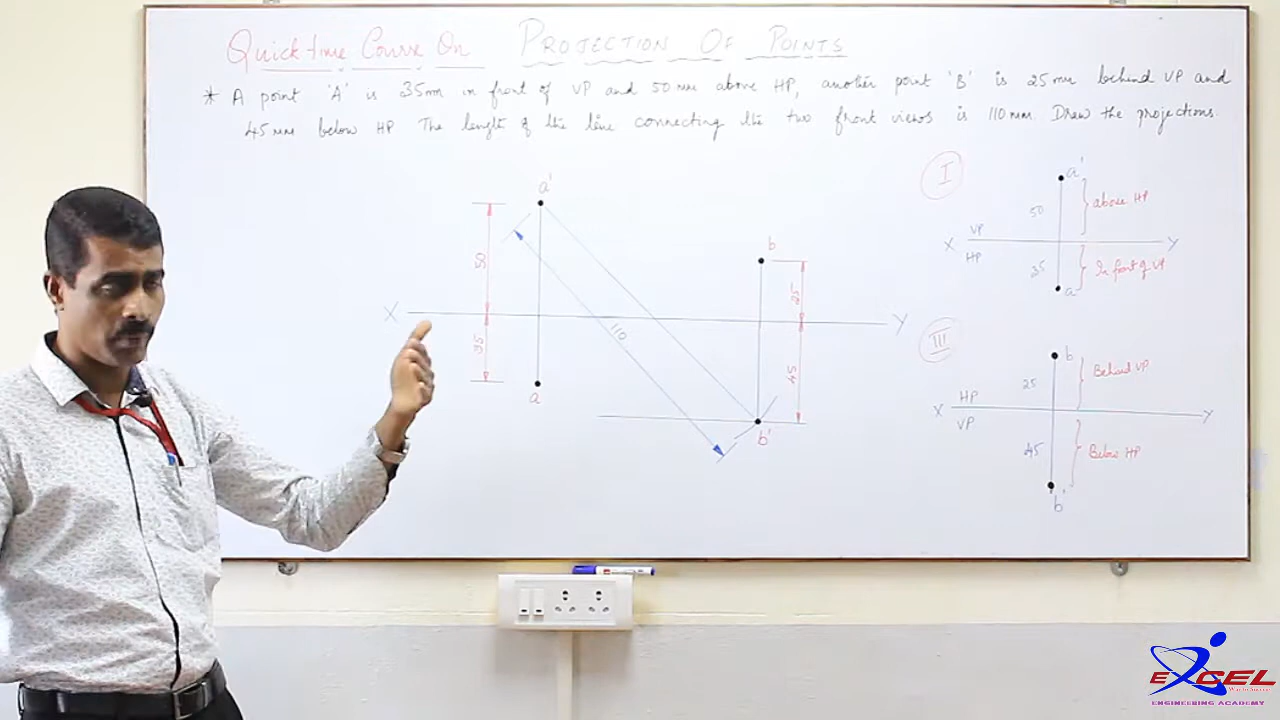 Quick time Course On PROJECTION OF POINTS
* A point 'A' is 35mm in front of VP and 50mm above HP, another point 'B' is 25mm behind VP and
45mm below HP The length of the line connecting the two front views is 110mm. Draw the projections.
a'
50
X Y
35
a
110
b
25
45
b'
I
a'
50 above HP
VP
X Y
HP
35 In front of VP
a
III
b
25 Behind VP
HP
X Y
VP
45 Below HP
b'
EXCEL
Way to Success
ENGINEERING ACADEMY